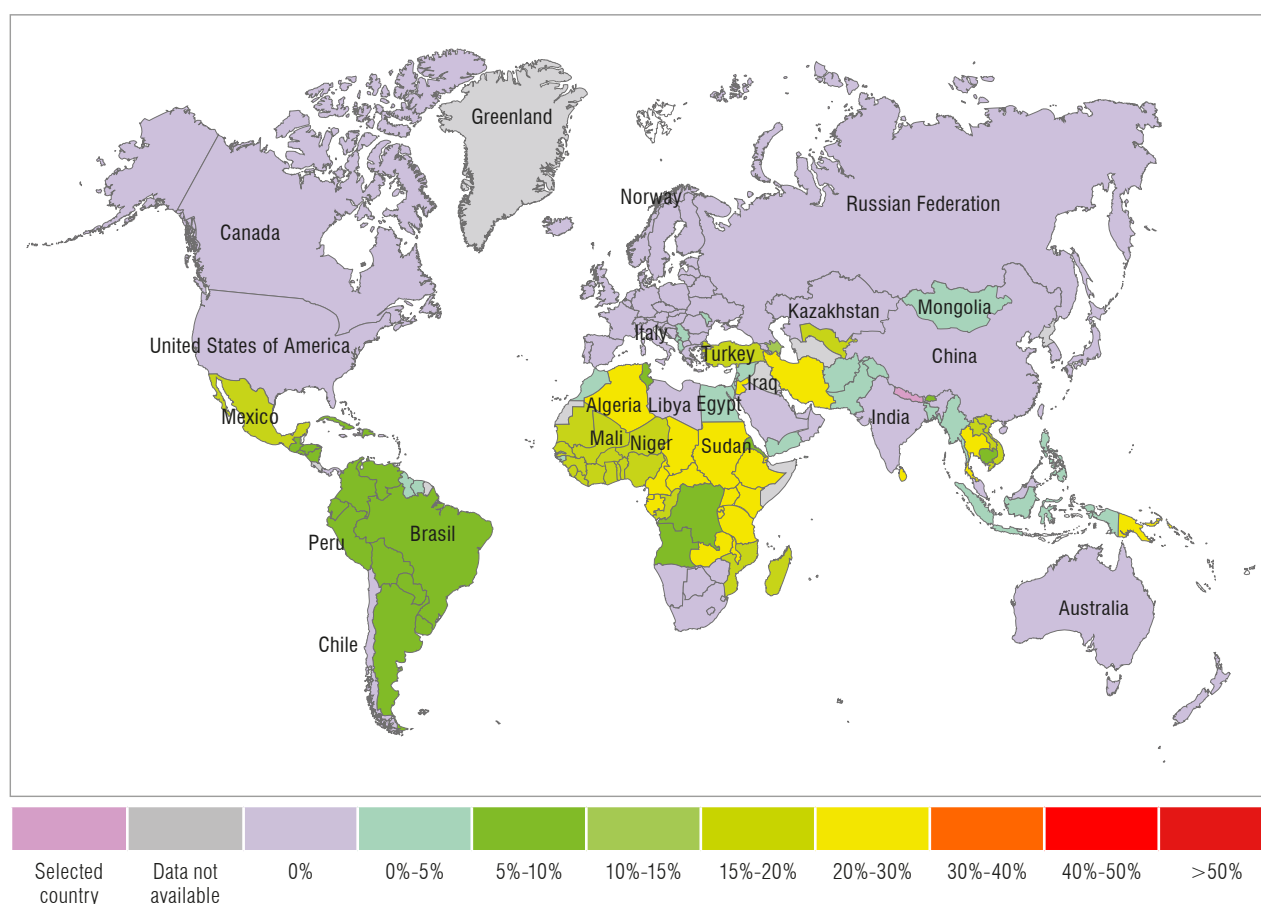 Greenland
Norway
Russian Federation
Canada
Kazakhstan
Mongolia
Italy
United States of America
Turkey
China
Iraq
Algeria
Libya
Egypt
Mexico
India
Mali
Niger
Sudan
Peru
Brasil
Australia
Chile
Selected
country
Data not
available
0%
0%-5%
5%-10%
10%-15%
15%-20%
20%-30%
30%-40%
40%-50%
>50%